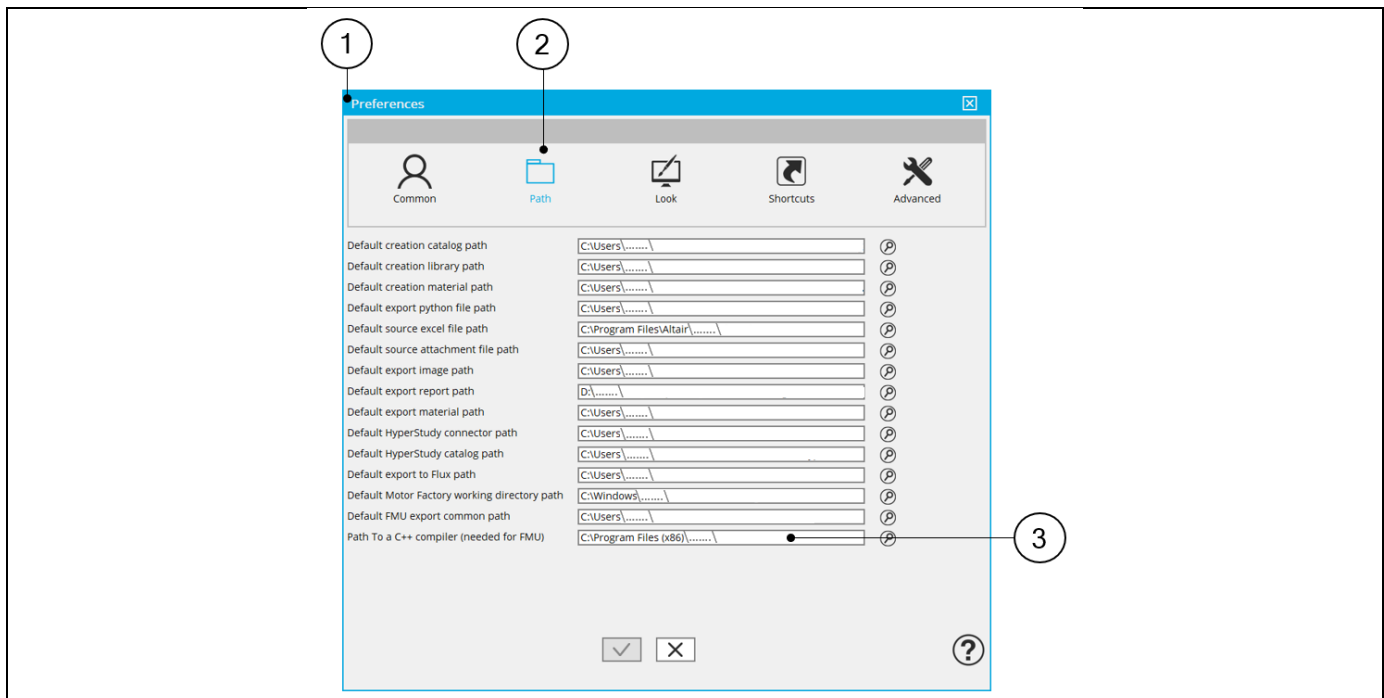 1 2
Preferences
Common Path Look Shortcuts Advanced
Default creation catalog path C:\Users\.......\
Default creation library path C:\Users\.......\
Default creation material path C:\Users\.......\
Default export python file path C:\Users\.......\
Default source excel file path C:\Program Files\Altair\.......\
Default source attachment file path C:\Users\.......\
Default export image path C:\Users\.......\
Default export report path D:\.......\
Default export material path C:\Users\.......\
Default HyperStudy connector path C:\Users\.......\
Default HyperStudy catalog path C:\Users\.......\
Default export to Flux path C:\Users\.......\
Default Motor Factory working directory path C:\Windows\.......\
Default FMU export common path C:\Users\.......\
Path To a C++ compiler (needed for FMU) C:\Program Files (x86)\.......\ 3
?